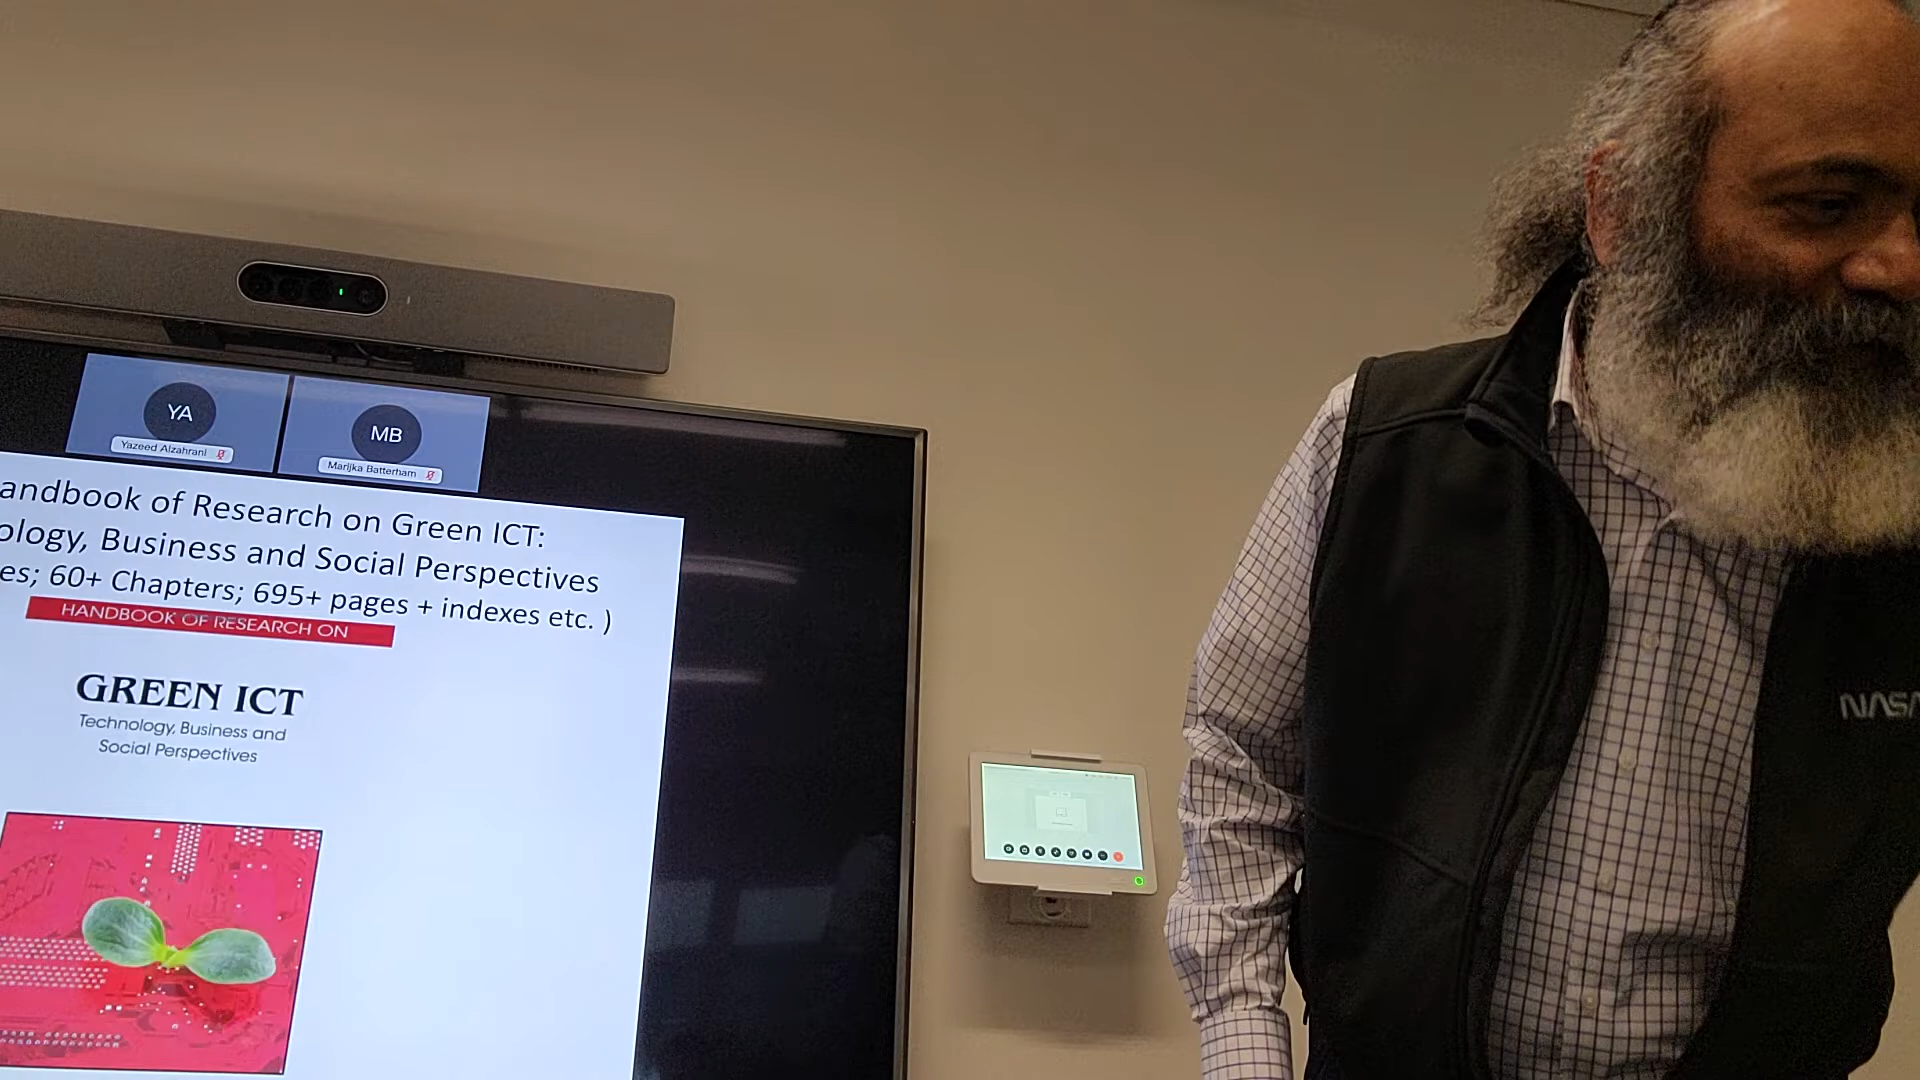 YA
MB
Yazeed Alzahrani
Marijka Batterham
andbook of Research on Green ICT:
ology, Business and Social Perspectives
es; 60+ Chapters; 695+ pages + indexes etc. )
HANDBOOK OF RESEARCH ON
GREEN ICT
Technology, Business and
Social Perspectives
NASA